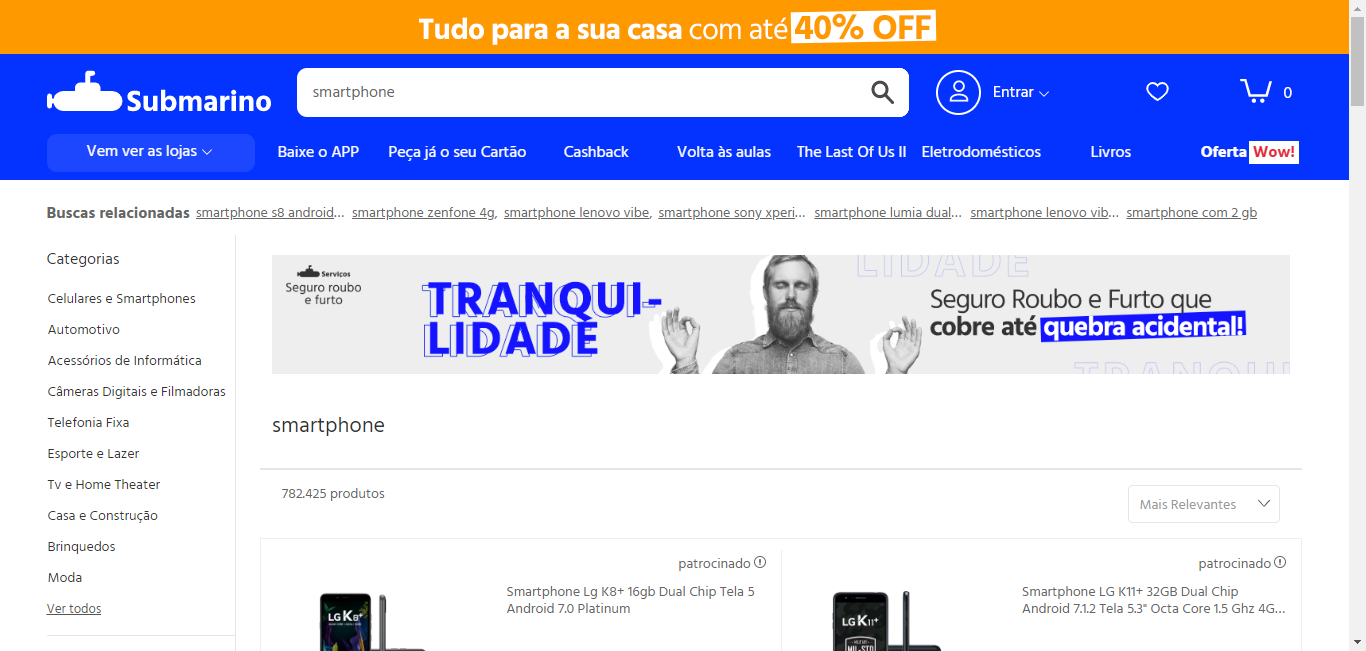 Tudo para a sua casa com até 40% OFF
Submarino
smartphone
Entrar
0
Vem ver as lojas
Baixe o APP
Peça já o seu Cartão
Cashback
Volta às aulas
The Last Of Us II
Eletrodomésticos
Livros
Oferta Wow!
Buscas relacionadas smartphone s8 android... smartphone zenfone 4g, smartphone lenovo vibe, smartphone sony xperi... smartphone lumia dual... smartphone lenovo vib... smartphone com 2 gb
Categorias
Celulares e Smartphones
Automotivo
Acessórios de Informática
Câmeras Digitais e Filmadoras
Telefonia Fixa
Esporte e Lazer
Tv e Home Theater
Casa e Construção
Brinquedos
Moda
Ver todos
Serviços
Seguro roubo
e furto
TRANQUI-
LIDADE
LIDADE
Seguro Roubo e Furto que
cobre até quebra acidental!
TRANQUI
smartphone
782.425 produtos
Mais Relevantes
patrocinado
Smartphone Lg K8+ 16gb Dual Chip Tela 5
Android 7.0 Platinum
LG K8+
patrocinado
Smartphone LG K11+ 32GB Dual Chip
Android 7.1.2 Tela 5.3" Octa Core 1.5 Ghz 4G...
LG K11+
MIL-STD